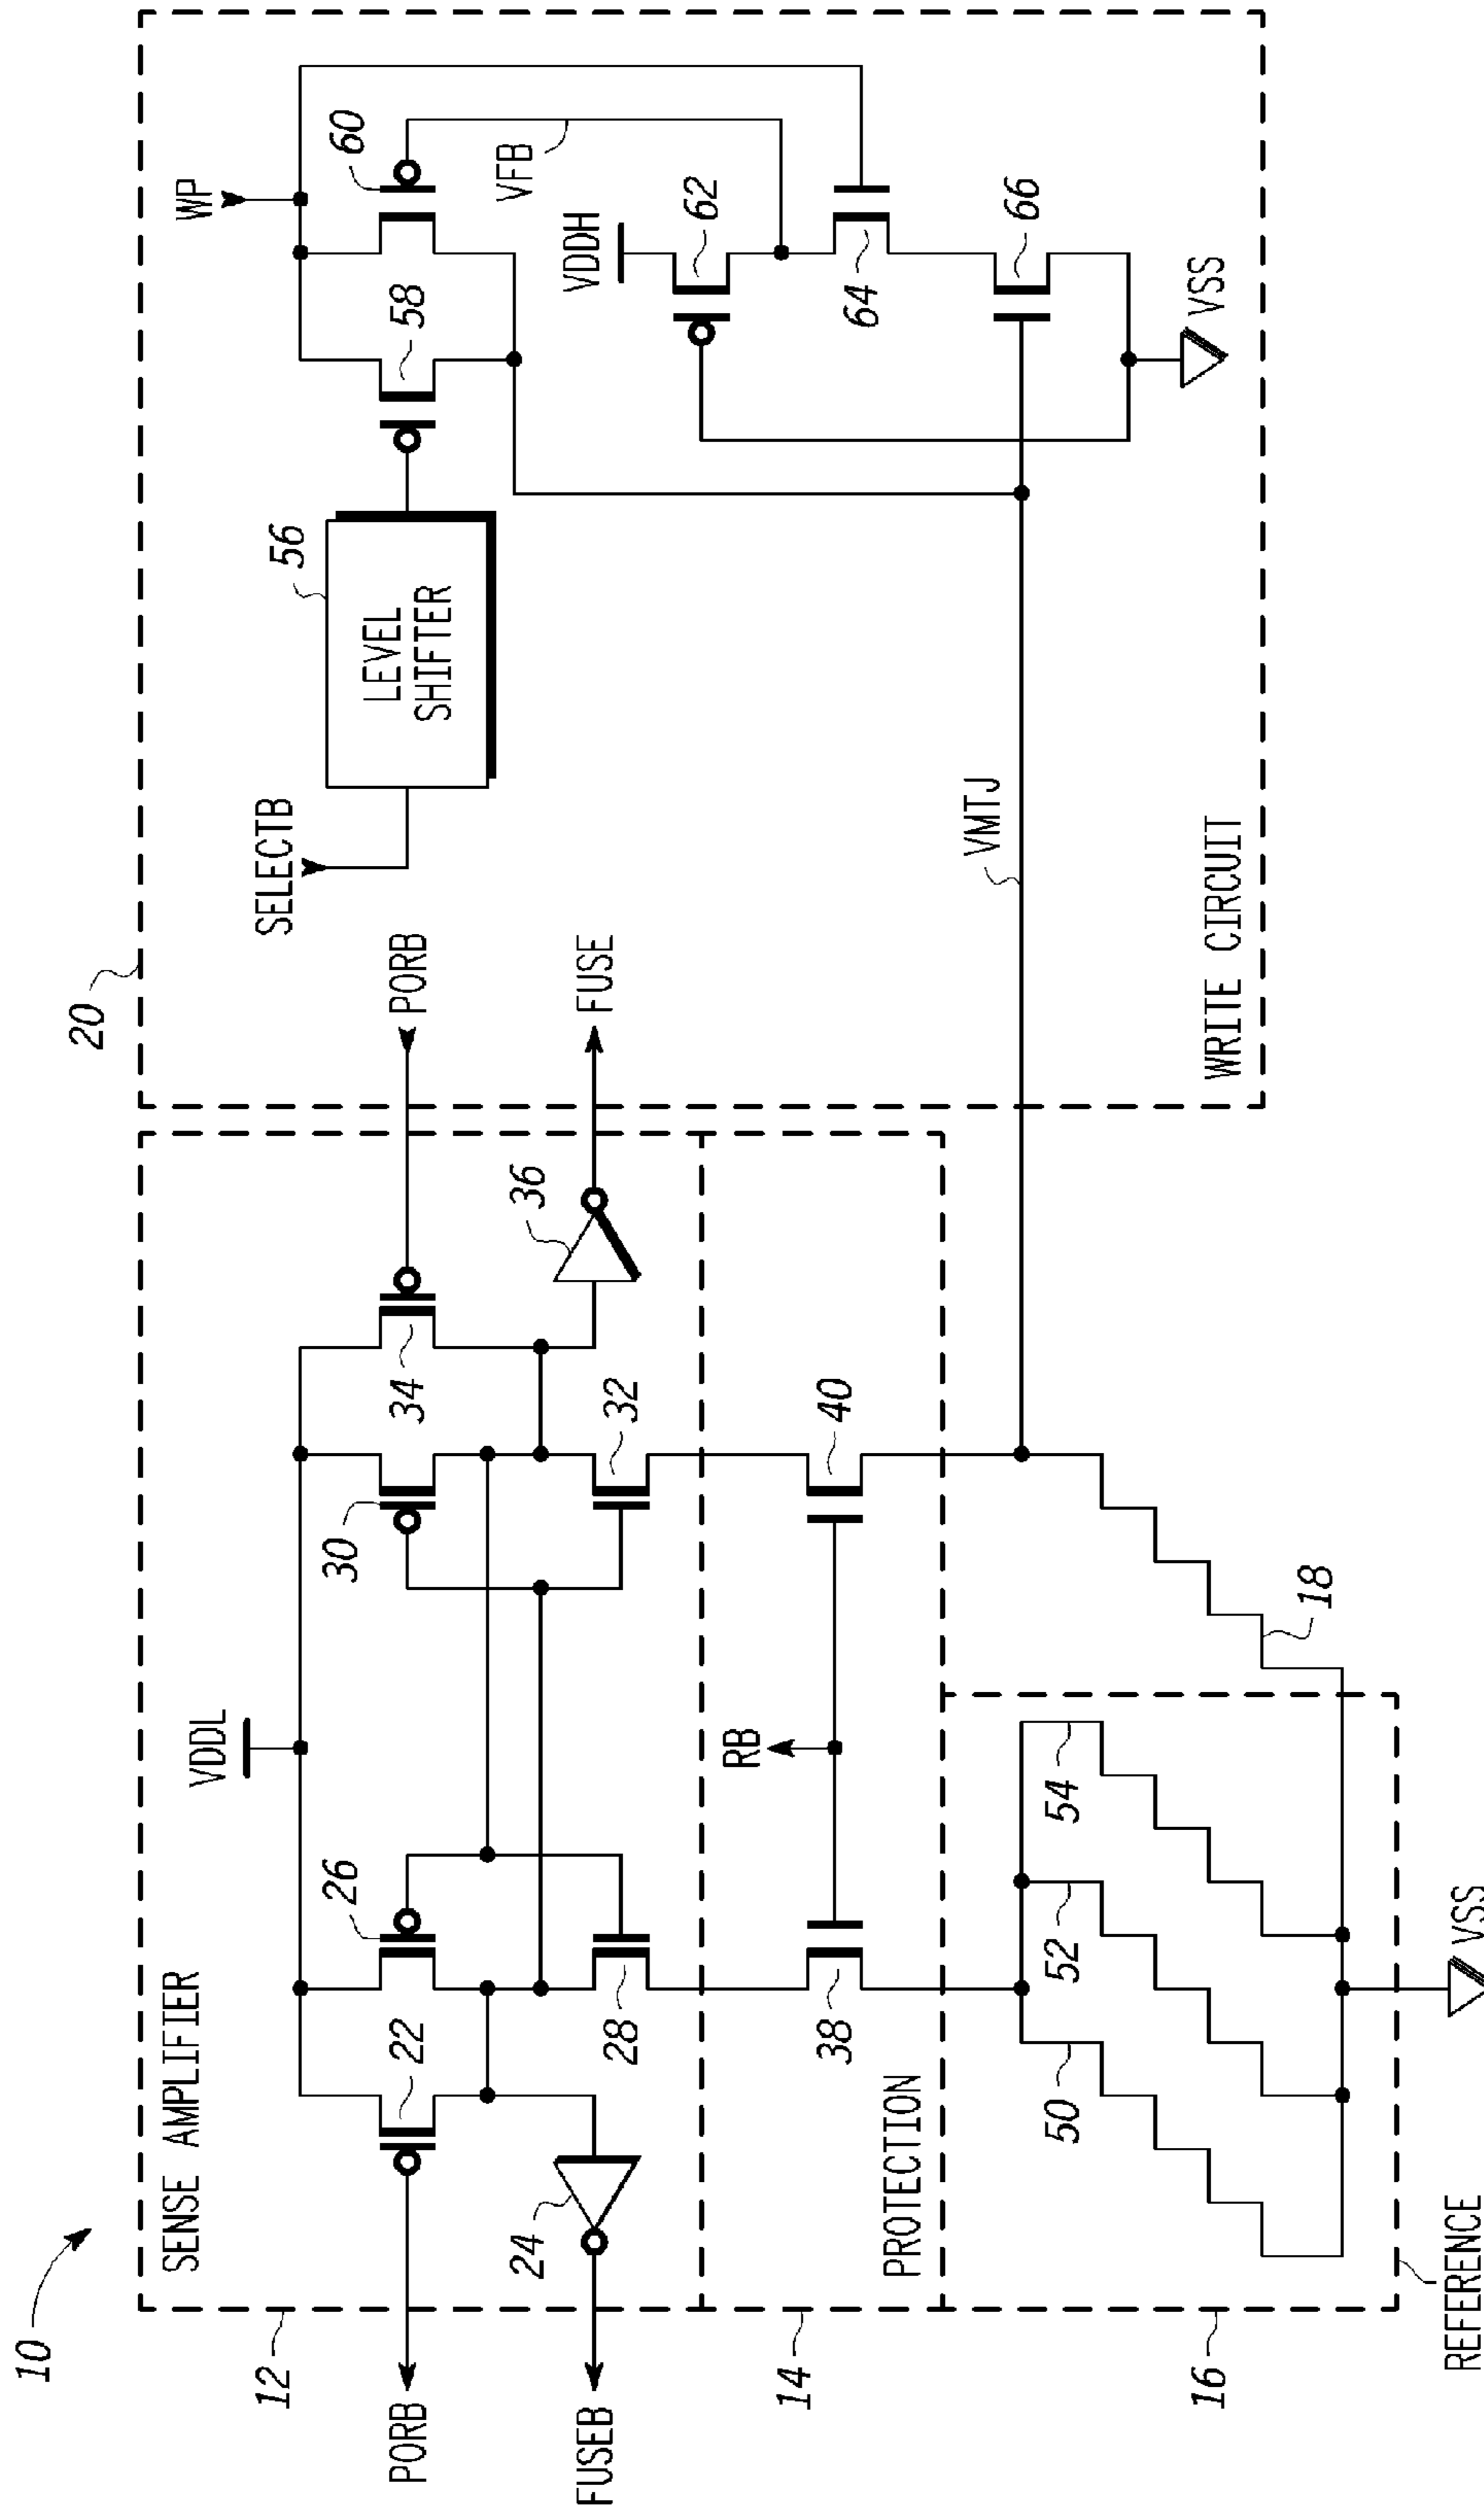 10
20
12
SENSE AMPLIFIER
VDDL
WP
SELECTB
56
LEVEL
SHIFTER
58
60
VFB
VDDH
62
64
66
VSS
VMTJ
WRITE CIRCUIT
PORB
22
26
30
34
PORB
FUSEB
24
28
32
36
FUSE
14
PROTECTION
38
RB
40
16
50
52
54
18
REFERENCE
VSS